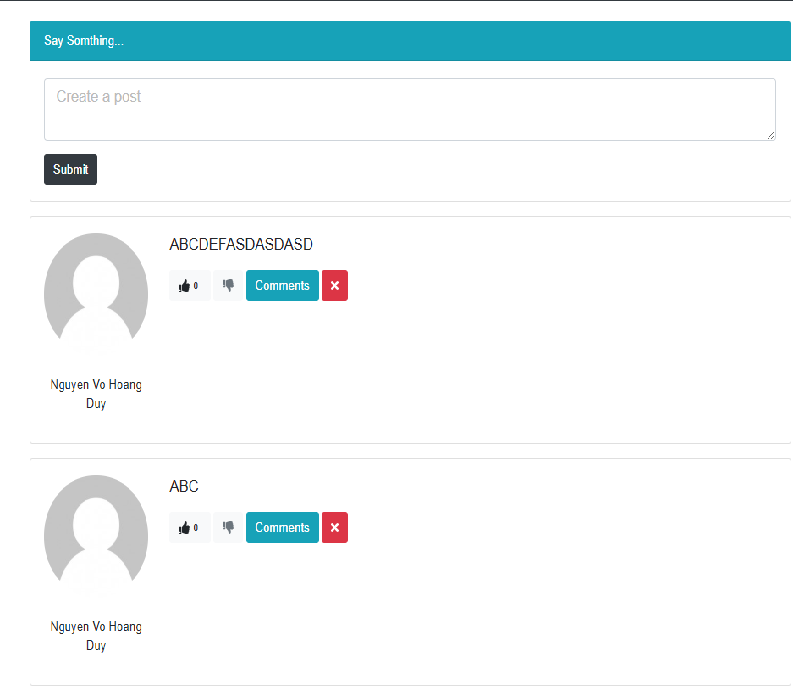 Say Somthing...
Create a post
Submit
ABCDEFASDASDASD
0
Comments
Nguyen Vo Hoang
Duy
ABC
0
Comments
Nguyen Vo Hoang
Duy